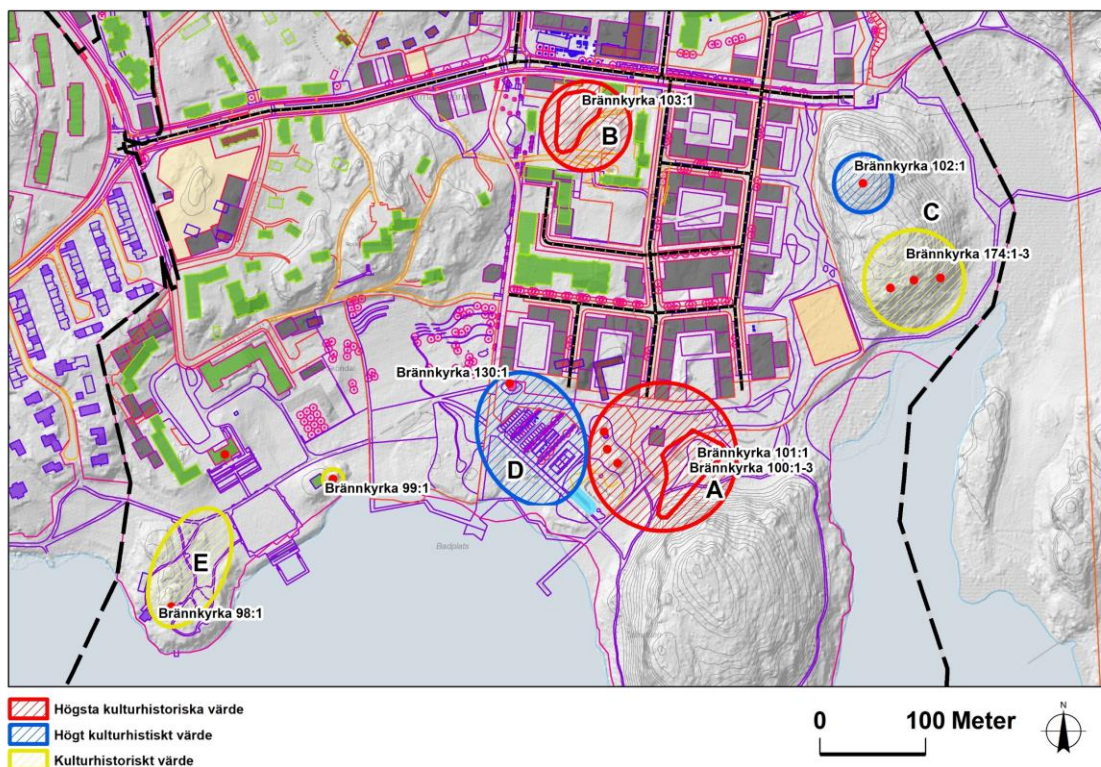 Brännkyrka 103:1
B
Brännkyrka 102:1
C
Brännkyrka 174:1-3
Brännkyrka 130:1
Brännkyrka 101:1
Brännkyrka 100:1-3
A
D
Brännkyrka 99:1
E
Badplats
Brännkyrka 98:1
Högsta kulturhistoriska värde
Högt kulturhistiskt värde
Kulturhistoriskt värde
0 100 Meter
N